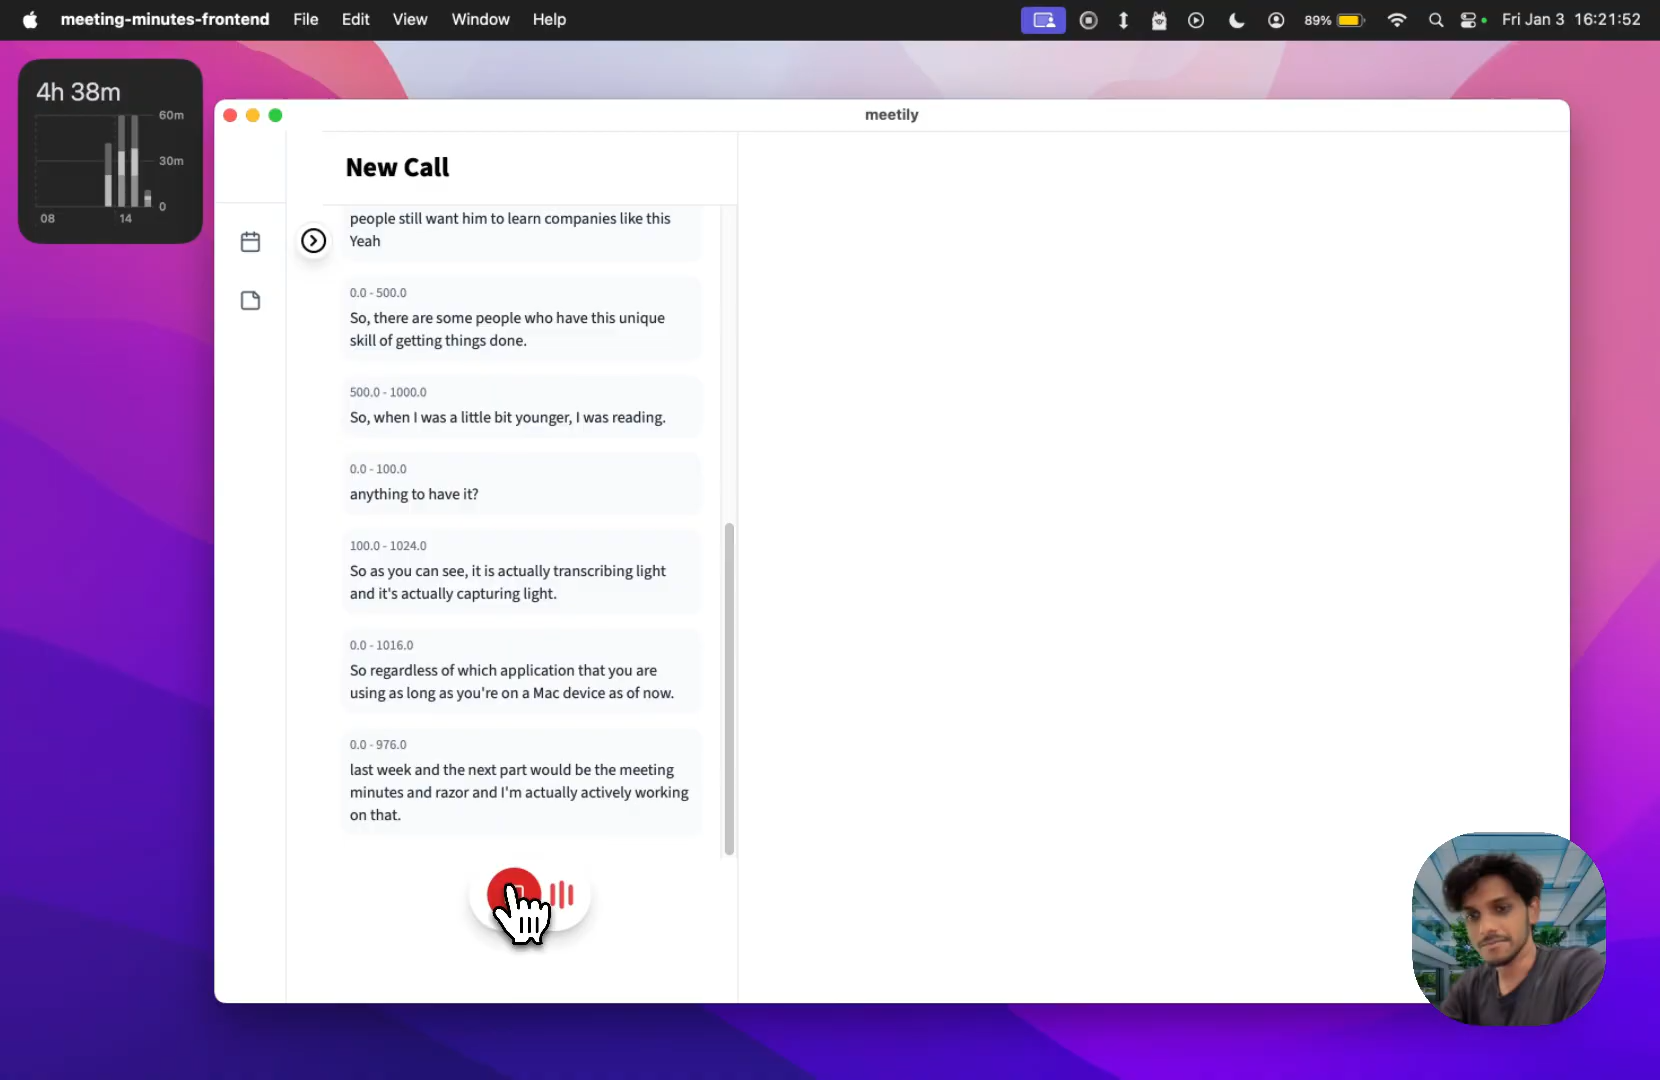 meeting-minutes-frontend File Edit View Window Help 89% Fri Jan 3 16:21:52
4h 38m
60m
30m
0
08 14
meetily
New Call
people still want him to learn companies like this
Yeah
0.0 - 500.0
So, there are some people who have this unique
skill of getting things done.
500.0 - 1000.0
So, when I was a little bit younger, I was reading.
0.0 - 100.0
anything to have it?
100.0 - 1024.0
So as you can see, it is actually transcribing light
and it's actually capturing light.
0.0 - 1016.0
So regardless of which application that you are
using as long as you're on a Mac device as of now.
0.0 - 976.0
last week and the next part would be the meeting
minutes and razor and I'm actually actively working
on that.